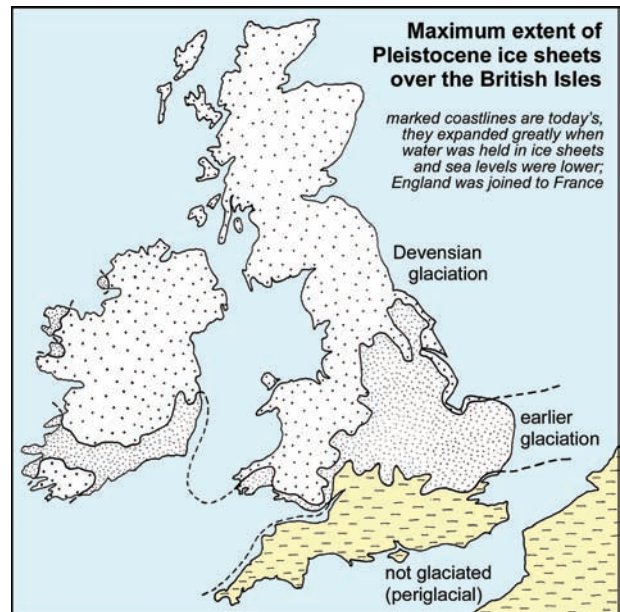 Maximum extent of
Pleistocene ice sheets
over the British Isles
marked coastlines are today's,
they expanded greatly when
water was held in ice sheets
and sea levels were lower;
England was joined to France
Devensian
glaciation
earlier
glaciation
not glaciated
(periglacial)